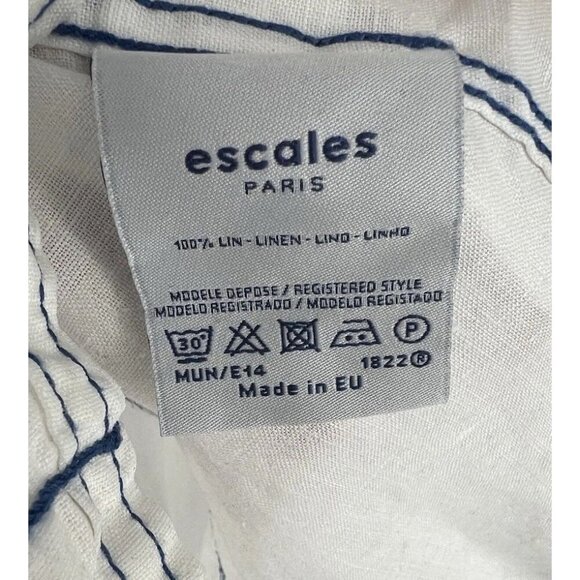 escales
PARIS
100% LIN - LINEN - LINO - LINHO
MODELE DEPOSE / REGISTERED STYLE
MODELO REGISTRADO / MODELO REGISTADO
30° P
MUN/E14 1822®
Made in EU